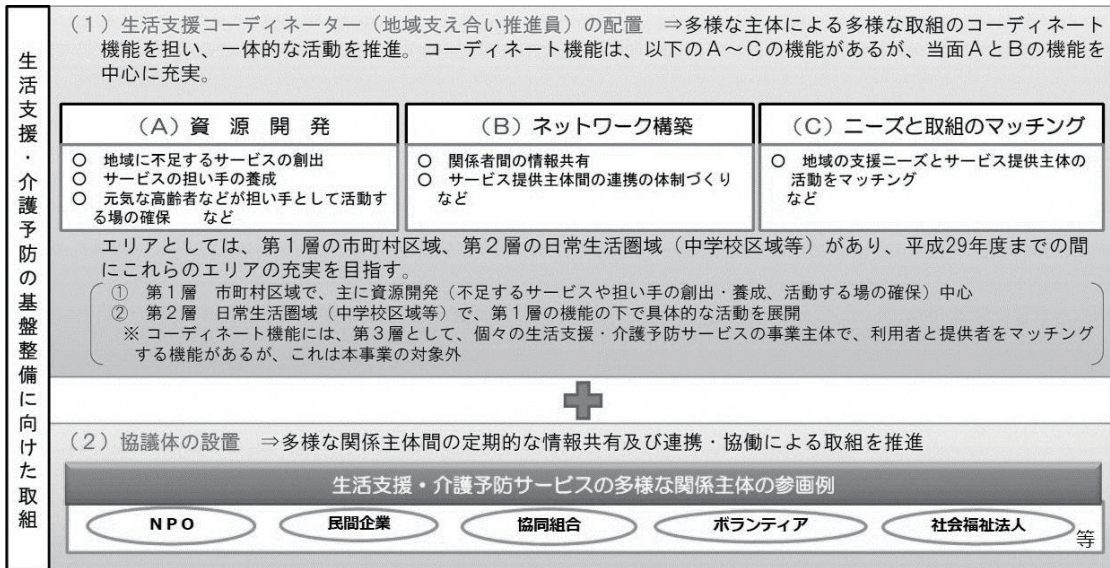 生活支援・介護予防の基盤整備に向けた取組
（１）生活支援コーディネーター（地域支え合い推進員）の配置　⇒多様な主体による多様な取組のコーディネート
機能を担い、一体的な活動を推進。コーディネート機能は、以下のＡ～Ｃの機能があるが、当面ＡとＢの機能を
中心に充実。
（Ａ）資　源　開　発
○　地域に不足するサービスの創出
○　サービスの担い手の養成
○　元気な高齢者などが担い手として活動す
る場の確保　　など
（Ｂ）ネットワーク構築
○　関係者間の情報共有
○　サービス提供主体間の連携の体制づくり
など
（Ｃ）ニーズと取組のマッチング
○　地域の支援ニーズとサービス提供主体の
活動をマッチング
など
エリアとしては、第１層の市町村区域、第２層の日常生活圏域（中学校区域等）があり、平成29年度までの間
にこれらのエリアの充実を目指す。
①　第１層　市町村区域で、主に資源開発（不足するサービスや担い手の創出・養成、活動する場の確保）中心
②　第２層　日常生活圏域（中学校区域等）で、第１層の機能の下で具体的な活動を展開
※ コーディネート機能には、第３層として、個々の生活支援・介護予防サービスの事業主体で、利用者と提供者をマッチング
する機能があるが、これは本事業の対象外
（２）協議体の設置　⇒多様な関係主体間の定期的な情報共有及び連携・協働による取組を推進
生活支援・介護予防サービスの多様な関係主体の参画例
ＮＰＯ　民間企業　協同組合　ボランティア　社会福祉法人　等